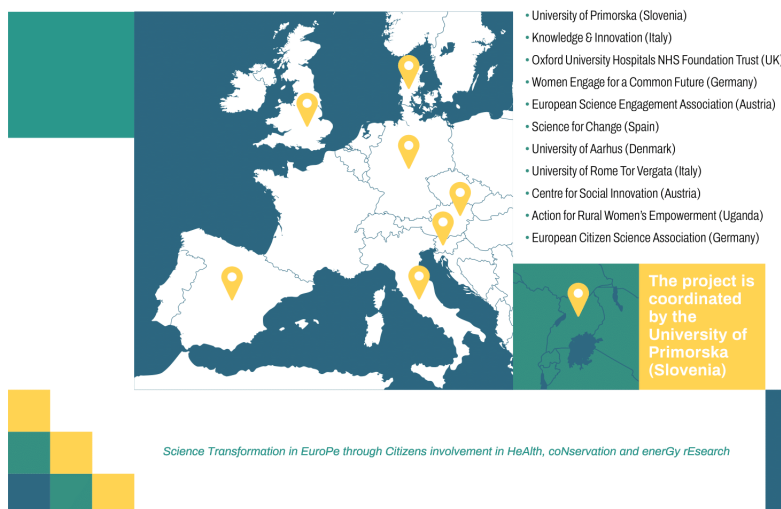 • University of Primorska (Slovenia)
• Knowledge & Innovation (Italy)
• Oxford University Hospitals NHS Foundation Trust (UK)
• Women Engage for a Common Future (Germany)
• European Science Engagement Association (Austria)
• Science for Change (Spain)
• University of Aarhus (Denmark)
• University of Rome Tor Vergata (Italy)
• Centre for Social Innovation (Austria)
• Action for Rural Women’s Empowerment (Uganda)
• European Citizen Science Association (Germany)
The project is
coordinated
by the
University of
Primorska
(Slovenia)
Science Transformation in EuroPe through Citizens involvement in HeAlth, coNservation and enerGy rEsearch